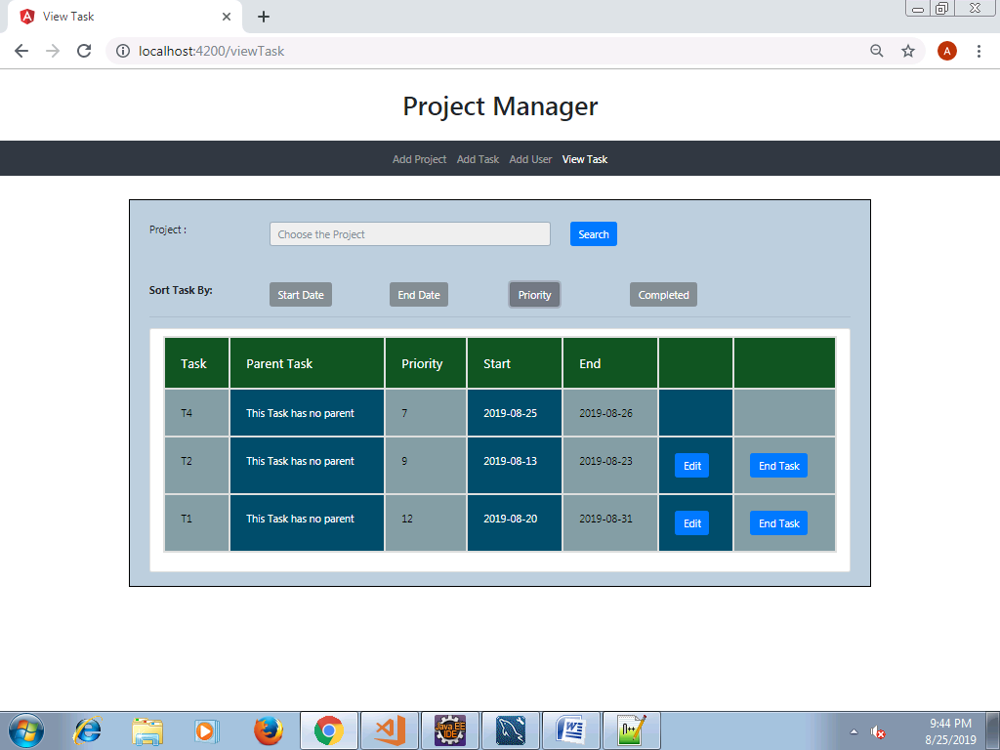 View Task
localhost:4200/viewTask
A
Project Manager
Add Project Add Task Add User View Task
Project :
Choose the Project
Search
Sort Task By:
Start Date
End Date
Priority
Completed
Task Parent Task Priority Start End
T4 This Task has no parent 7 2019-08-25 2019-08-26
T2 This Task has no parent 9 2019-08-13 2019-08-23 Edit End Task
T1 This Task has no parent 12 2019-08-20 2019-08-31 Edit End Task
Java EE
IDE
W
n++
9:44 PM
8/25/2019